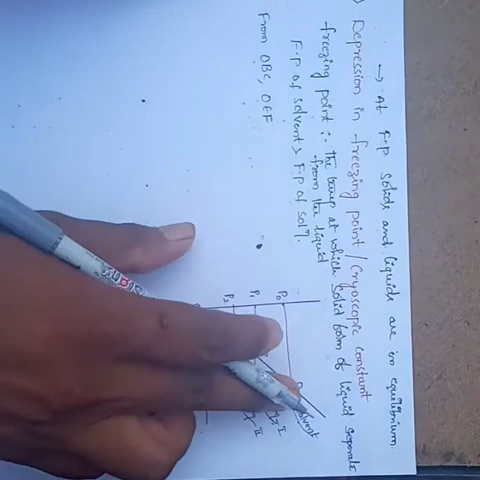 → At F.p solids and liquids are in equilibrium.
) Depression in freezing point / Cryoscopic constant
freezing point :- the temp at which solid form of liquid seperate
from the liquid
F.p of solvent > F.p of solⁿ.
From OBC, OEF
P₀
P₁
P₂
solvent
I
II